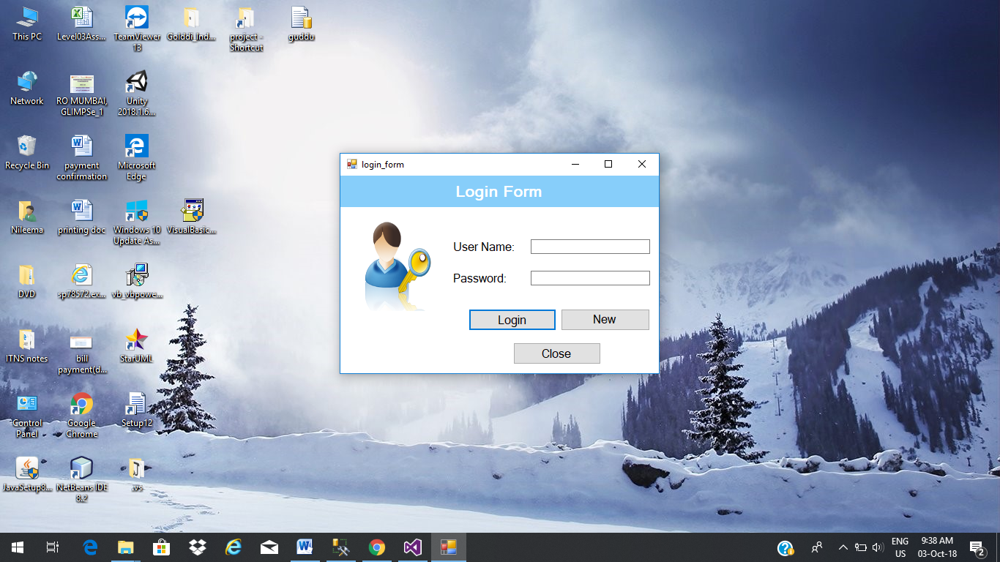 This PC
Level03Ass...
TeamViewer
13
Golddi_Ind...
project -
Shortcut
guddu
Network
RO MUMBAI,
GLIMPSe_1
Unity
2018.1.6...
Recycle Bin
payment
confirmation
Microsoft
Edge
Nileema
printing doc
Windows 10
Update As...
VisualBasic...
DVD
sp78572.ex...
vb_vbpowe...
ITNS notes
bill
payment(d...
StarUML
Control
Panel
Google
Chrome
Setup12
JavaSetup8...
NetBeans IDE
8.2
.vs
login_form
Login Form
User Name:
Password:
Login
New
Close
ENG
US
9:38 AM
03-Oct-18
2